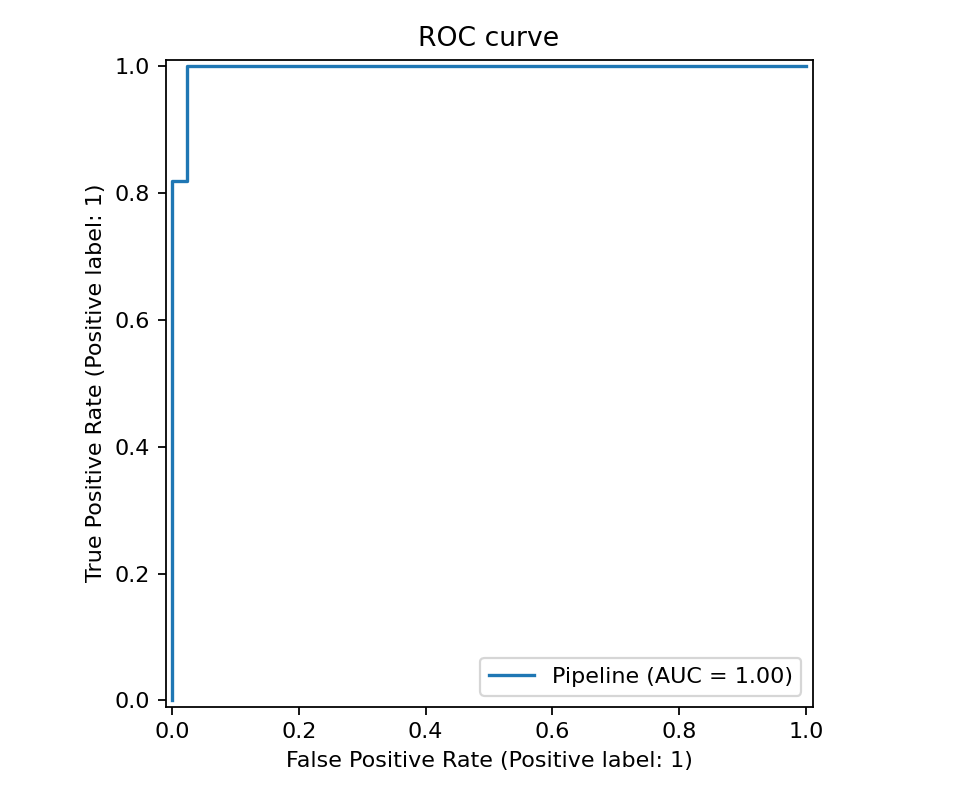 ROC curve
1.0
0.8
0.6
0.4
0.2
0.0
True Positive Rate (Positive label: 1)
Pipeline (AUC = 1.00)
0.0 0.2 0.4 0.6 0.8 1.0
False Positive Rate (Positive label: 1)